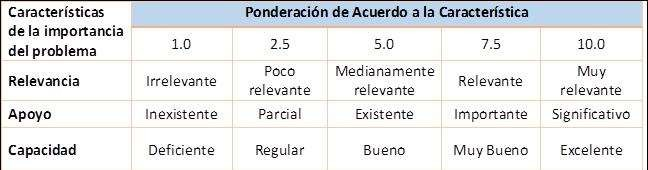 Características de la importancia del problema
Ponderación de Acuerdo a la Característica
1.0 2.5 5.0 7.5 10.0
Relevancia Irrelevante Poco relevante Medianamente relevante Relevante Muy relevante
Apoyo Inexistente Parcial Existente Importante Significativo
Capacidad Deficiente Regular Bueno Muy Bueno Excelente